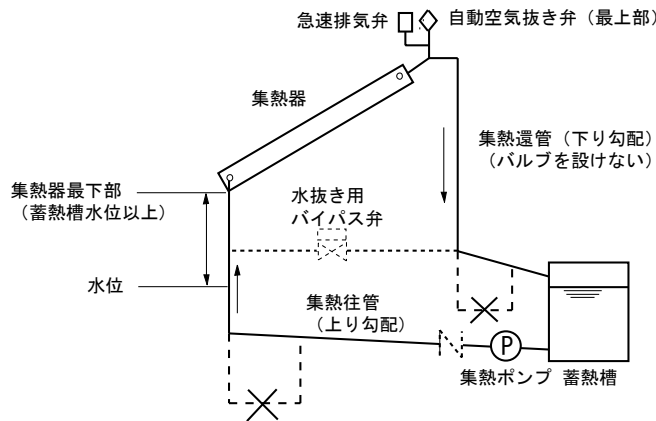 急速排気弁
自動空気抜き弁（最上部）
集熱器
集熱還管（下り勾配）
（バルブを設けない）
集熱器最下部
（蓄熱槽水位以上）
水抜き用
バイパス弁
水位
集熱往管
（上り勾配）
P
集熱ポンプ
蓄熱槽